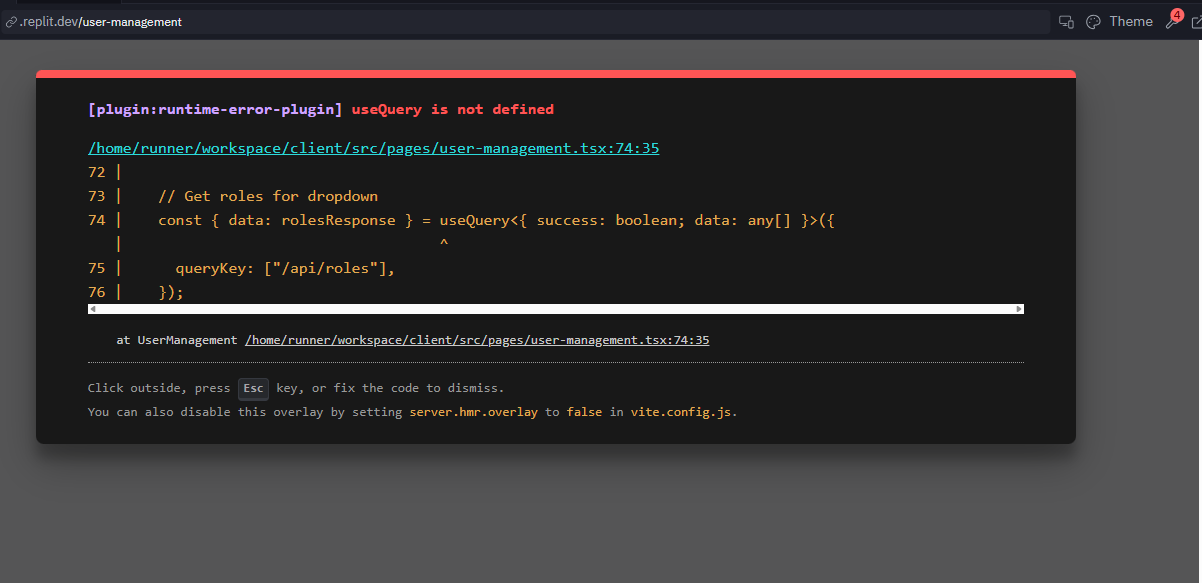 .replit.dev/user-management
Theme
4
[plugin:runtime-error-plugin] useQuery is not defined
/home/runner/workspace/client/src/pages/user-management.tsx:74:35
72 |
73 |    // Get roles for dropdown
74 |    const { data: rolesResponse } = useQuery<{ success: boolean; data: any[] }>({
   |                                    ^
75 |      queryKey: ["/api/roles"],
76 |    });
at UserManagement /home/runner/workspace/client/src/pages/user-management.tsx:74:35
Click outside, press Esc key, or fix the code to dismiss.
You can also disable this overlay by setting server.hmr.overlay to false in vite.config.js.